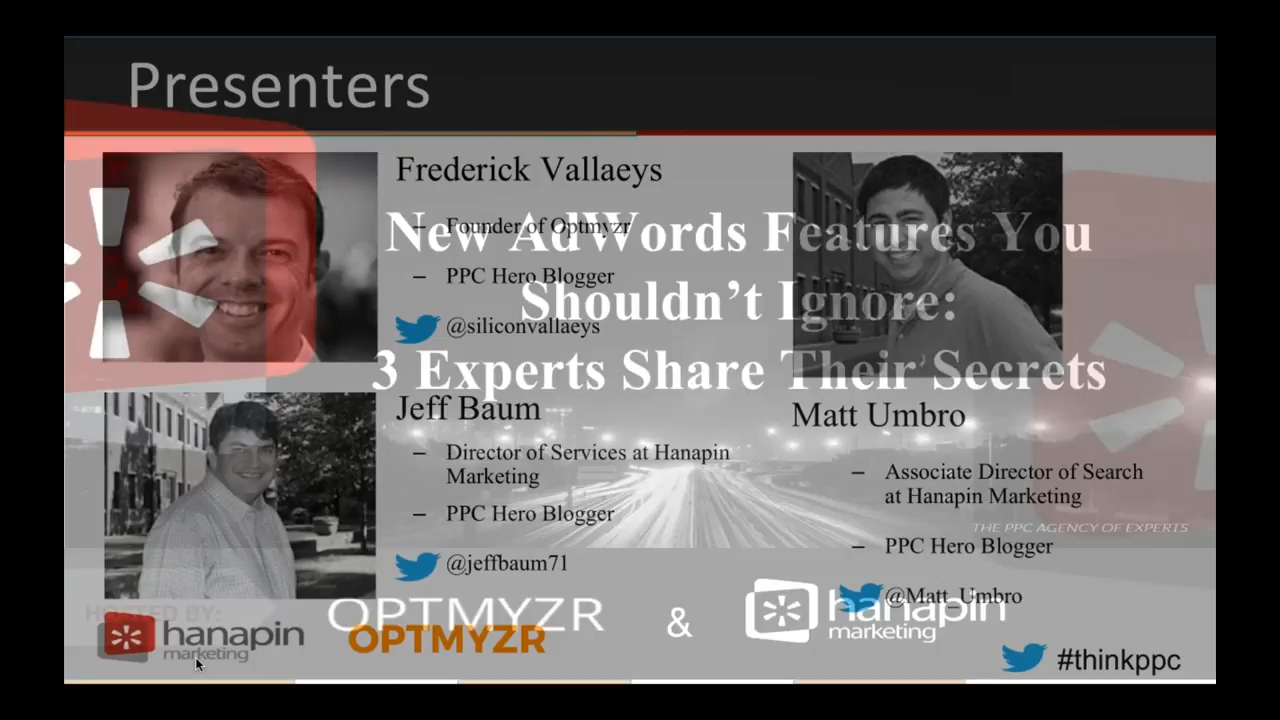 Presenters
Frederick Vallaeys
– Founder of Optmyzr
– PPC Hero Blogger
@siliconvallaeys
New AdWords Features You
Shouldn’t Ignore:
3 Experts Share Their Secrets
Jeff Baum
– Director of Services at Hanapin
Marketing
– PPC Hero Blogger
@jeffbaum71
Matt Umbro
– Associate Director of Search
at Hanapin Marketing
– PPC Hero Blogger
@Matt_Umbro
THE PPC AGENCY OF EXPERTS
HOSTED BY:
OPTMYZR & hanapin
marketing
hanapin
marketing
OPTMYZR
#thinkppc